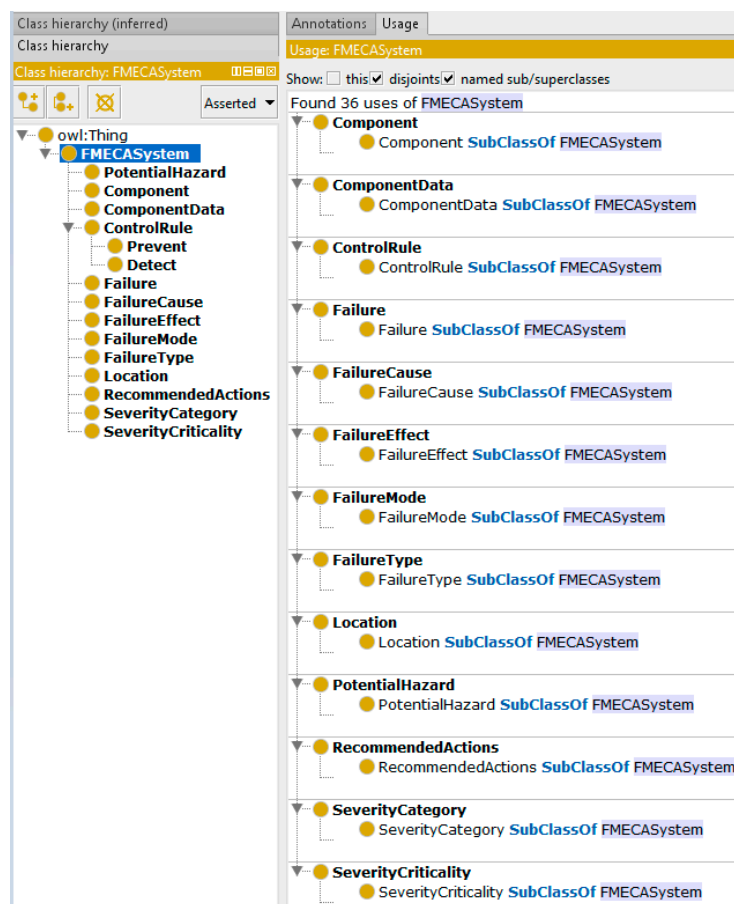 Class hierarchy (inferred)
Class hierarchy
Class hierarchy: FMECASystem
Asserted
owl:Thing
FMECASystem
PotentialHazard
Component
ComponentData
ControlRule
Prevent
Detect
Failure
FailureCause
FailureEffect
FailureMode
FailureType
Location
RecommendedActions
SeverityCategory
SeverityCriticality
Annotations Usage
Usage: FMECASystem
Show: this disjoints named sub/superclasses
Found 36 uses of FMECASystem
Component
Component SubClassOf FMECASystem
ComponentData
ComponentData SubClassOf FMECASystem
ControlRule
ControlRule SubClassOf FMECASystem
Failure
Failure SubClassOf FMECASystem
FailureCause
FailureCause SubClassOf FMECASystem
FailureEffect
FailureEffect SubClassOf FMECASystem
FailureMode
FailureMode SubClassOf FMECASystem
FailureType
FailureType SubClassOf FMECASystem
Location
Location SubClassOf FMECASystem
PotentialHazard
PotentialHazard SubClassOf FMECASystem
RecommendedActions
RecommendedActions SubClassOf FMECASystem
SeverityCategory
SeverityCategory SubClassOf FMECASystem
SeverityCriticality
SeverityCriticality SubClassOf FMECASystem